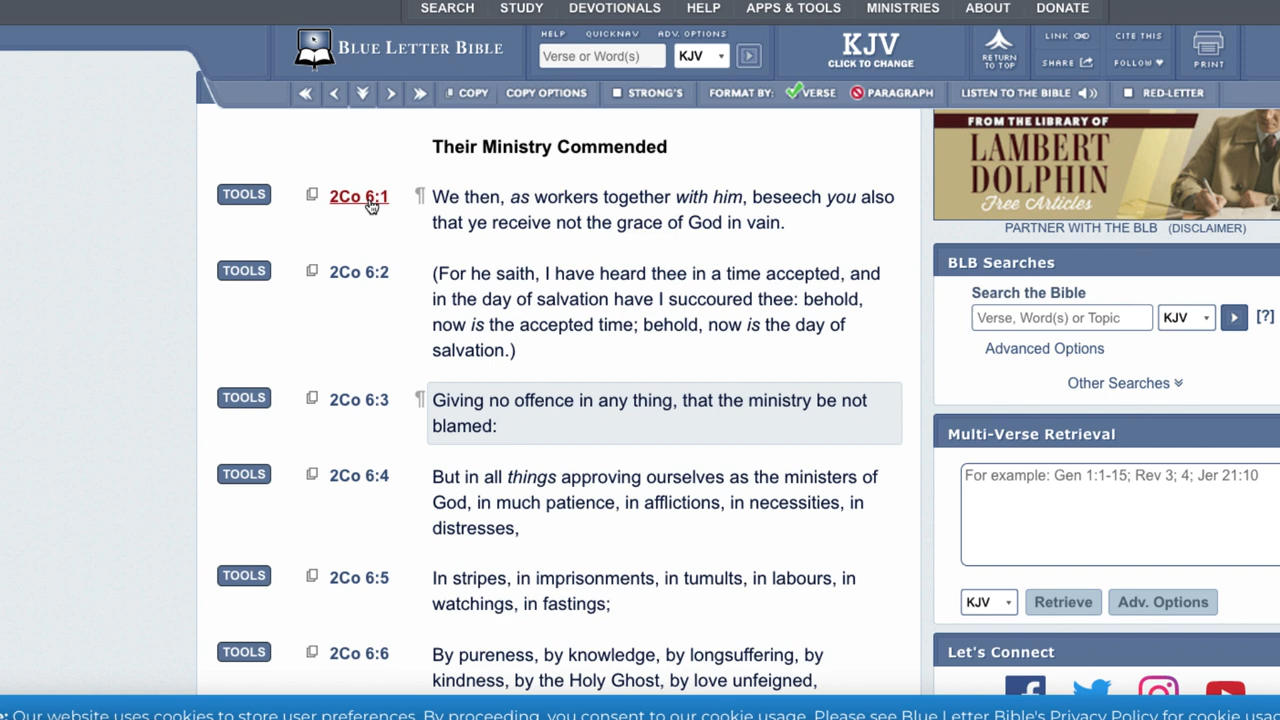 SEARCH STUDY DEVOTIONALS HELP APPS & TOOLS MINISTRIES ABOUT DONATE
BLUE LETTER BIBLE
HELP QUICKNAV ADV. OPTIONS
Verse or Word(s) KJV
KJV
CLICK TO CHANGE
RETURN
TO TOP
LINK CITE THIS
SHARE FOLLOW
PRINT
COPY COPY OPTIONS STRONG'S FORMAT BY: VERSE PARAGRAPH LISTEN TO THE BIBLE RED-LETTER
Their Ministry Commended
TOOLS 2Co 6:1 ¶ We then, as workers together with him, beseech you also
that ye receive not the grace of God in vain.
TOOLS 2Co 6:2 (For he saith, I have heard thee in a time accepted, and
in the day of salvation have I succoured thee: behold,
now is the accepted time; behold, now is the day of
salvation.)
TOOLS 2Co 6:3 ¶ Giving no offence in any thing, that the ministry be not
blamed:
TOOLS 2Co 6:4 But in all things approving ourselves as the ministers of
God, in much patience, in afflictions, in necessities, in
distresses,
TOOLS 2Co 6:5 In stripes, in imprisonments, in tumults, in labours, in
watchings, in fastings;
TOOLS 2Co 6:6 By pureness, by knowledge, by longsuffering, by
kindness, by the Holy Ghost, by love unfeigned,
FROM THE LIBRARY OF
LAMBERT
DOLPHIN
Free Articles
PARTNER WITH THE BLB (DISCLAIMER)
BLB Searches
Search the Bible
Verse, Word(s) or Topic KJV [?]
Advanced Options
Other Searches
Multi-Verse Retrieval
For example: Gen 1:1-15; Rev 3; 4; Jer 21:10
KJV Retrieve Adv. Options
Let's Connect
Our website uses cookies to store user preferences. By proceeding, you consent to our cookie usage. Please see Blue Letter Bible's Privacy Policy for cookie